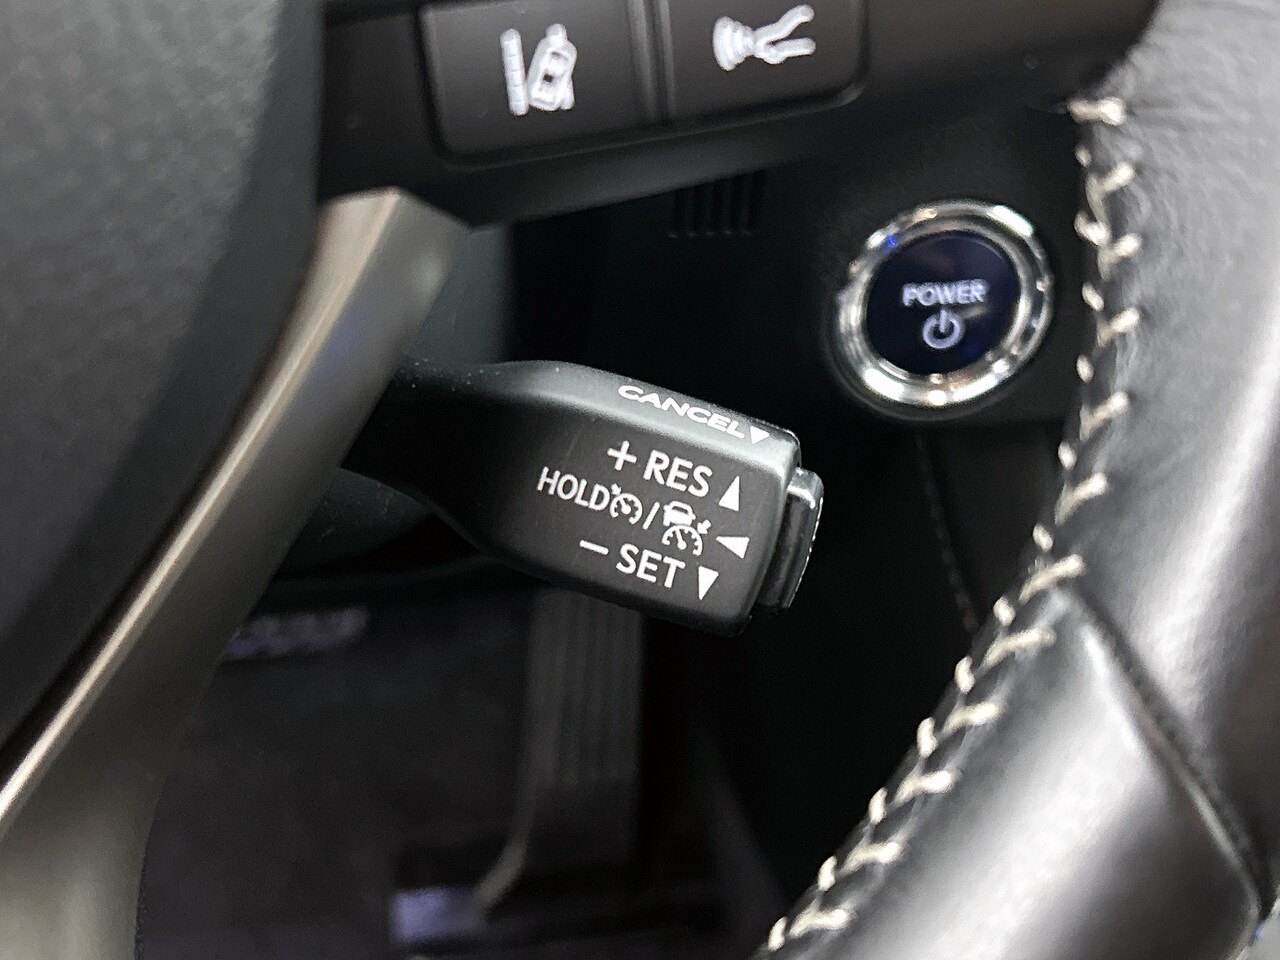 POWER
CANCEL▼
+ RES ▲
HOLD / ◀
− SET ▼